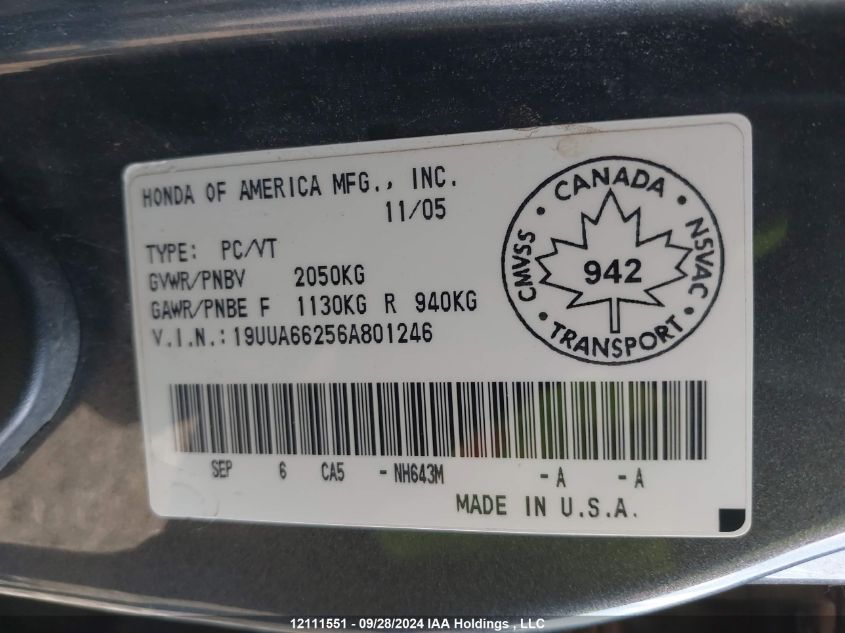 HONDA OF AMERICA MFG., INC.
11/05
TYPE: PC/VT
GVWR/PNBV 2050KG
GAWR/PNBE F 1130KG R 940KG
V.I.N.:19UUA66256A801246
CANADA
CMVSS
942
NSVAC
TRANSPORT
SEP 6 CA5 -NH643M -A -A
MADE IN U.S.A.
12111551 - 09/28/2024 IAA Holdings , LLC